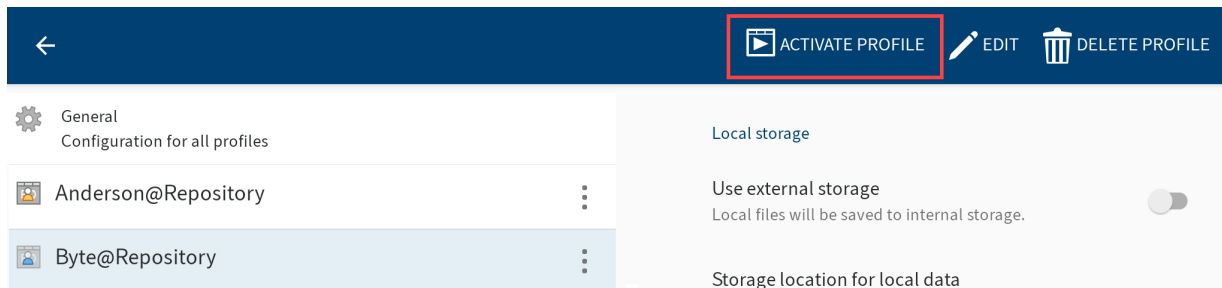 ACTIVATE PROFILE EDIT DELETE PROFILE
General
Configuration for all profiles
Anderson@Repository
Byte@Repository
Local storage
Use external storage
Local files will be saved to internal storage.
Storage location for local data